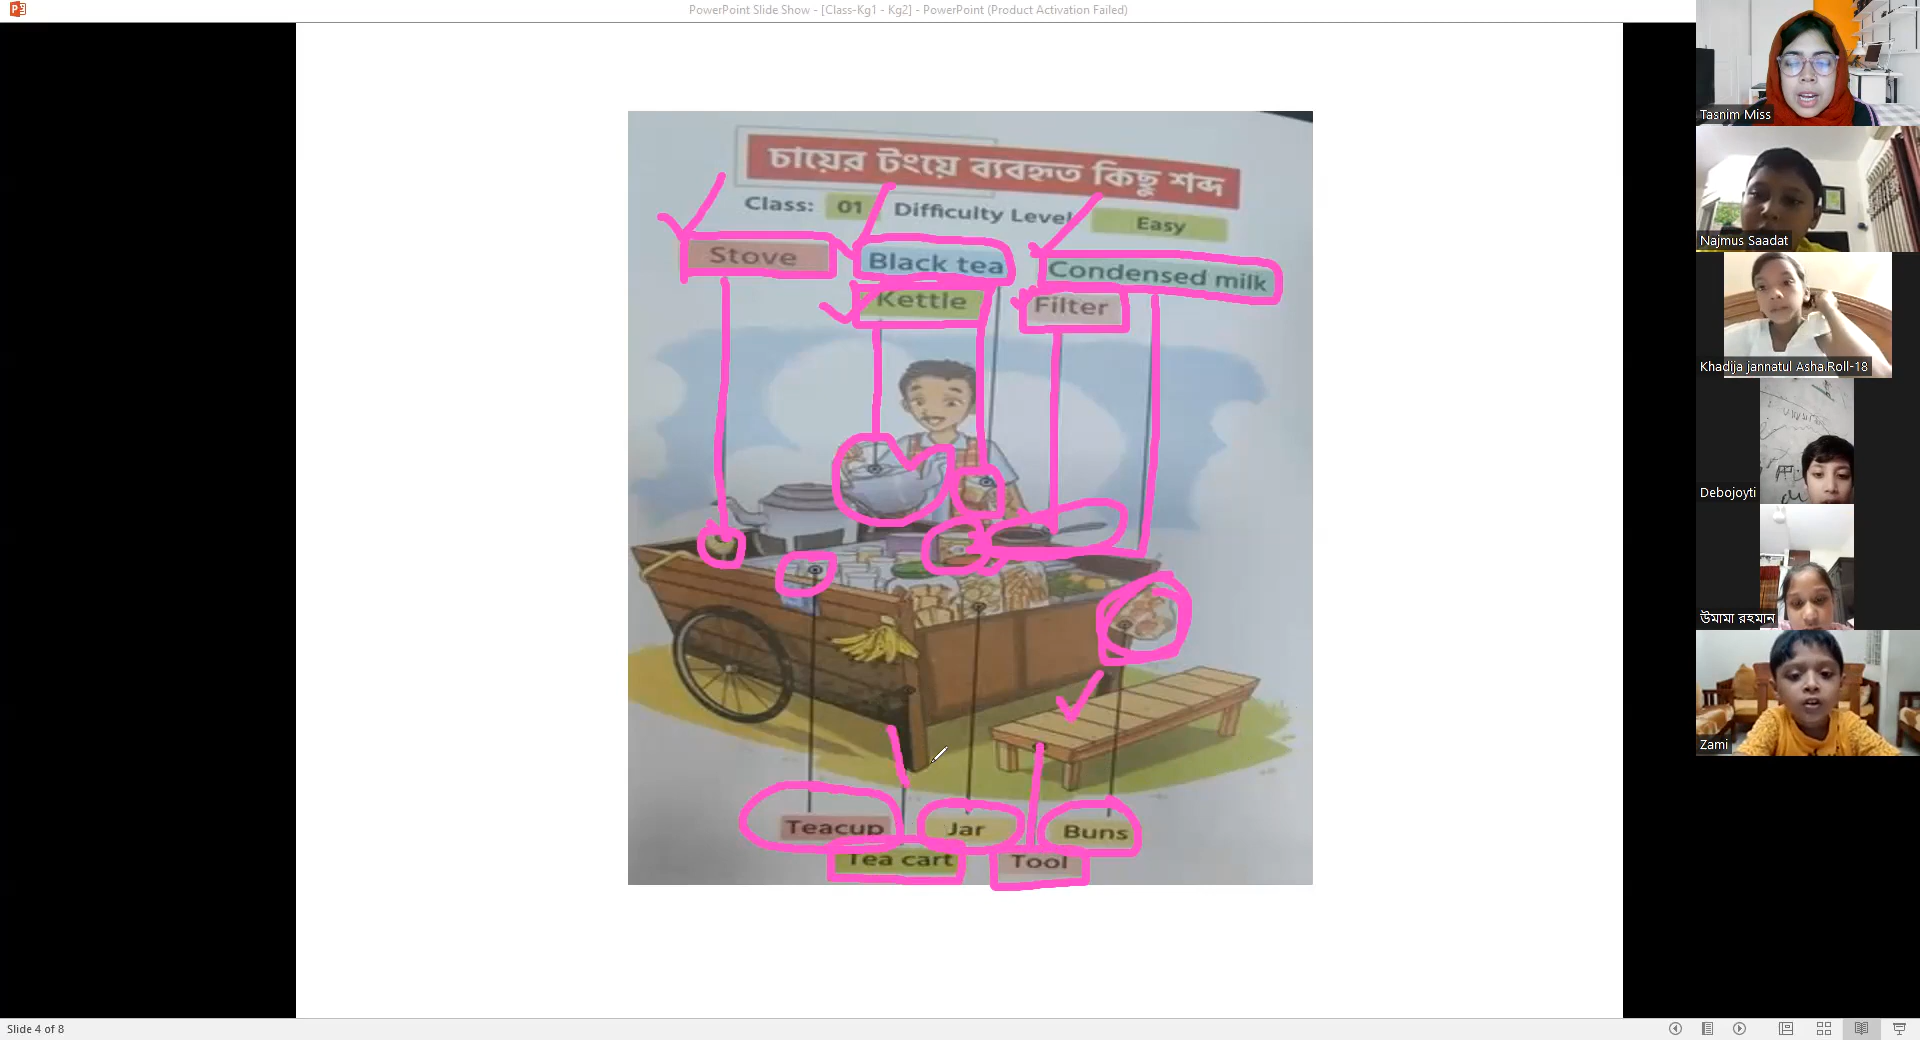 PowerPoint Slide Show - [Class-Kg1 - Kg2] - PowerPoint (Product Activation Failed)
চায়ের টংয়ে ব্যবহৃত কিছু শব্দ
Class: 01 Difficulty Level Easy
Stove Black tea Condensed milk
Kettle Filter
Teacup Jar Buns
Tea cart Tool
Tasnim Miss
Najmus Saadat
Khadija jannatul Asha.Roll-18
Debojoyti
উমামা রহমান
Zami
Slide 4 of 8